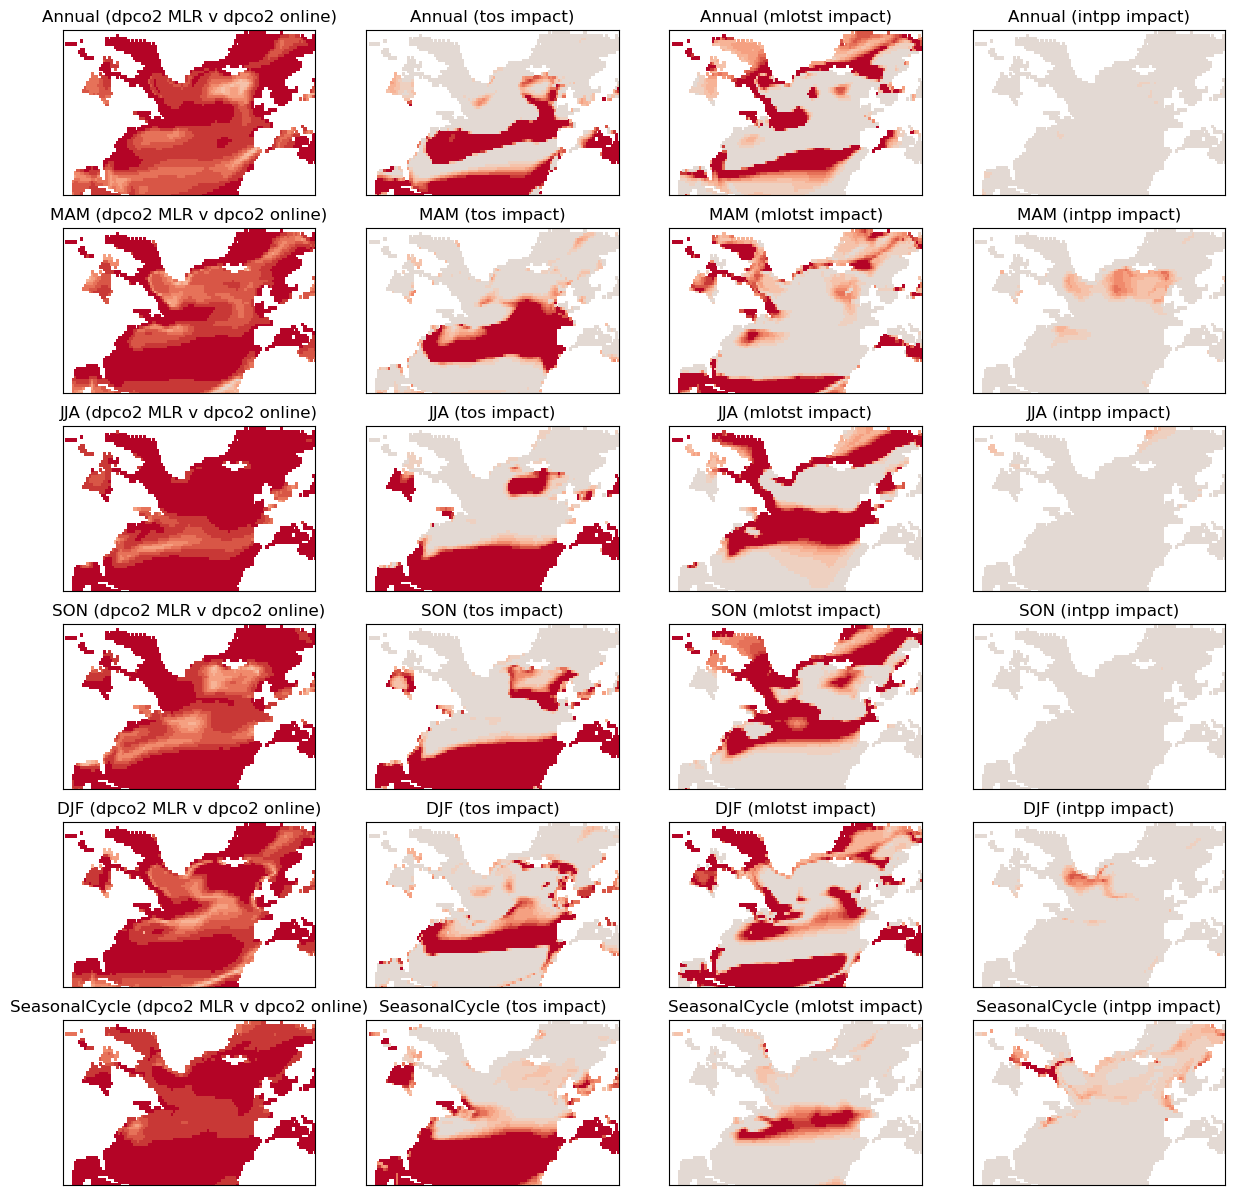 Annual (dpco2 MLR v dpco2 online)
Annual (tos impact)
Annual (mlotst impact)
Annual (intpp impact)
MAM (dpco2 MLR v dpco2 online)
MAM (tos impact)
MAM (mlotst impact)
MAM (intpp impact)
JJA (dpco2 MLR v dpco2 online)
JJA (tos impact)
JJA (mlotst impact)
JJA (intpp impact)
SON (dpco2 MLR v dpco2 online)
SON (tos impact)
SON (mlotst impact)
SON (intpp impact)
DJF (dpco2 MLR v dpco2 online)
DJF (tos impact)
DJF (mlotst impact)
DJF (intpp impact)
SeasonalCycle (dpco2 MLR v dpco2 online)
SeasonalCycle (tos impact)
SeasonalCycle (mlotst impact)
SeasonalCycle (intpp impact)